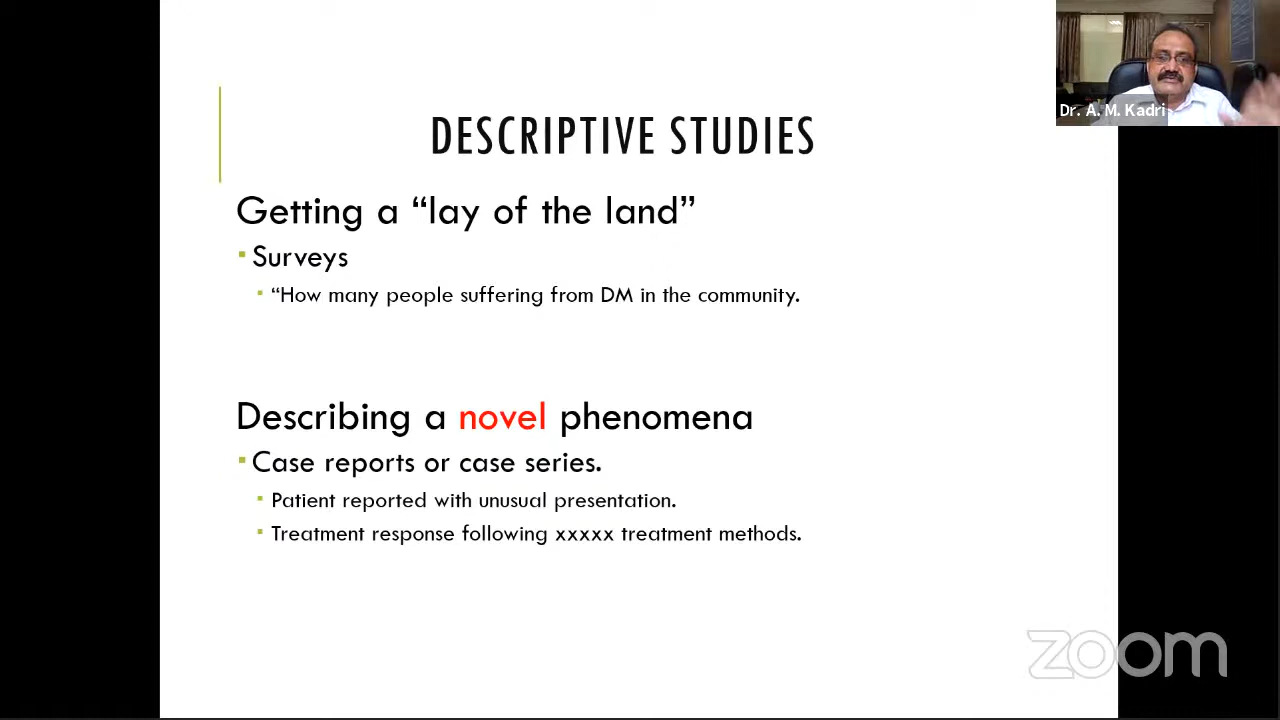 DESCRIPTIVE STUDIES
Getting a “lay of the land”
Surveys
“How many people suffering from DM in the community.
Describing a novel phenomena
Case reports or case series.
Patient reported with unusual presentation.
Treatment response following xxxxx treatment methods.
Dr. A. M. Kadri
zoom